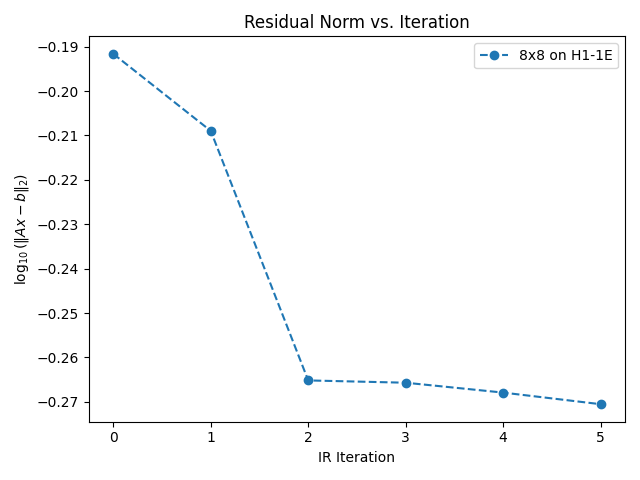 Residual Norm vs. Iteration
8x8 on H1-1E
−0.19
−0.20
−0.21
−0.22
−0.23
−0.24
−0.25
−0.26
−0.27
log₁₀(‖Ax − b‖₂)
0 1 2 3 4 5
IR Iteration